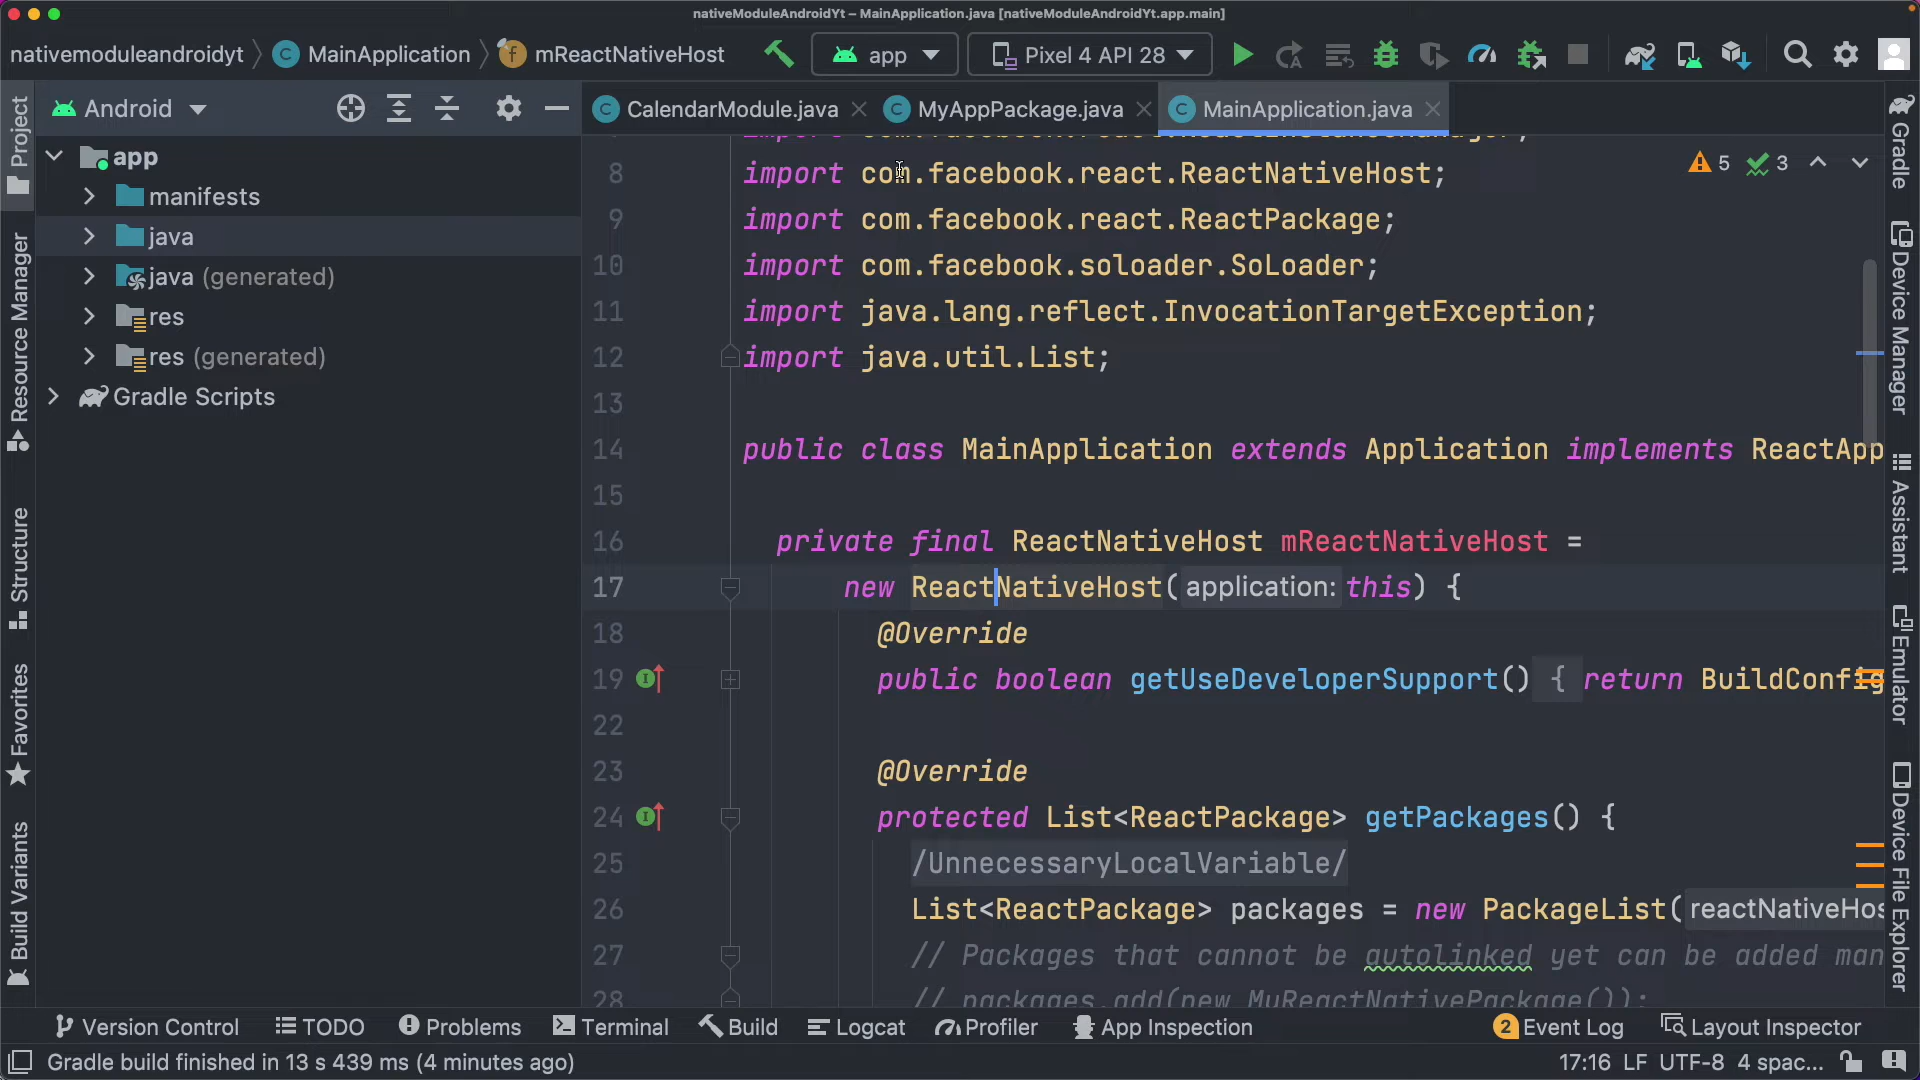 nativeModuleAndroidYt – MainApplication.java [nativeModuleAndroidYt.app.main]
nativemoduleandroidyt MainApplication mReactNativeHost app Pixel 4 API 28
Android
CalendarModule.java MyAppPackage.java MainApplication.java
Project
Resource Manager
Structure
Favorites
Build Variants
app
manifests
java
java (generated)
res
res (generated)
Gradle Scripts
5 3
8 import com.facebook.react.ReactNativeHost;
9 import com.facebook.react.ReactPackage;
10 import com.facebook.soloader.SoLoader;
11 import java.lang.reflect.InvocationTargetException;
12 import java.util.List;
13
14 public class MainApplication extends Application implements ReactApp
15
16 private final ReactNativeHost mReactNativeHost =
17 new ReactNativeHost( application: this) {
18 @Override
19 public boolean getUseDeveloperSupport() { return BuildConfig
22
23 @Override
24 protected List<ReactPackage> getPackages() {
25 /UnnecessaryLocalVariable/
26 List<ReactPackage> packages = new PackageList( reactNativeHos
27 // Packages that cannot be autolinked yet can be added man
28 // packages.add(new MyReactNativePackage());
Gradle
Device Manager
Assistant
Emulator
Device File Explorer
Version Control TODO Problems Terminal Build Logcat Profiler App Inspection 2 Event Log Layout Inspector
Gradle build finished in 13 s 439 ms (4 minutes ago) 17:16 LF UTF-8 4 spac...